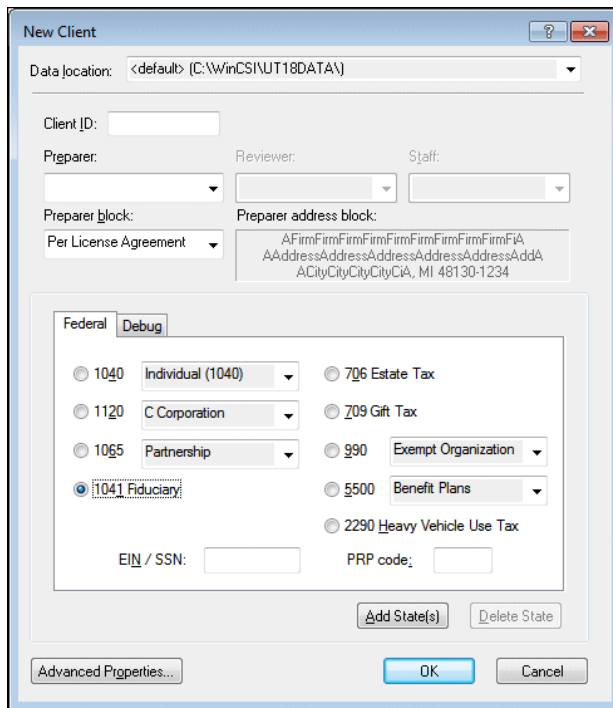 New Client
Data location: <default> (C:\WinCSI\UT18DATA\)
Client ID:
Preparer: Reviewer: Staff:
Preparer block: Preparer address block:
Per License Agreement
AFirmFirmFirmFirmFirmFirmFirmFirmFirmFiA
AAddressAddressAddressAddressAddressAddA
ACityCityCityCityCiA, MI 48130-1234
Federal Debug
1040 Individual (1040) 706 Estate Tax
1120 C Corporation 709 Gift Tax
1065 Partnership 990 Exempt Organization
1041 Fiduciary 5500 Benefit Plans
2290 Heavy Vehicle Use Tax
EIN / SSN: PRP code:
Add State(s) Delete State
Advanced Properties... OK Cancel